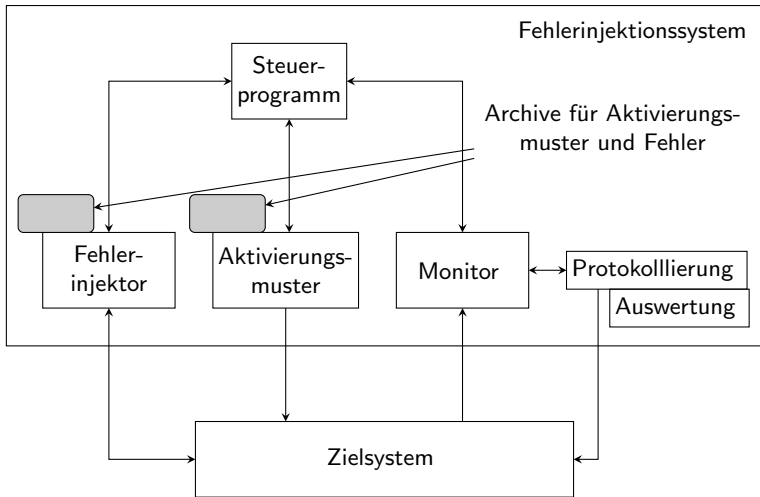 Fehlerinjektionssystem
Steuer-
programm
Archive für Aktivierungs-
muster und Fehler
Fehler-
injektor
Aktivierungs-
muster
Monitor
Protokolllierung
Auswertung
Zielsystem